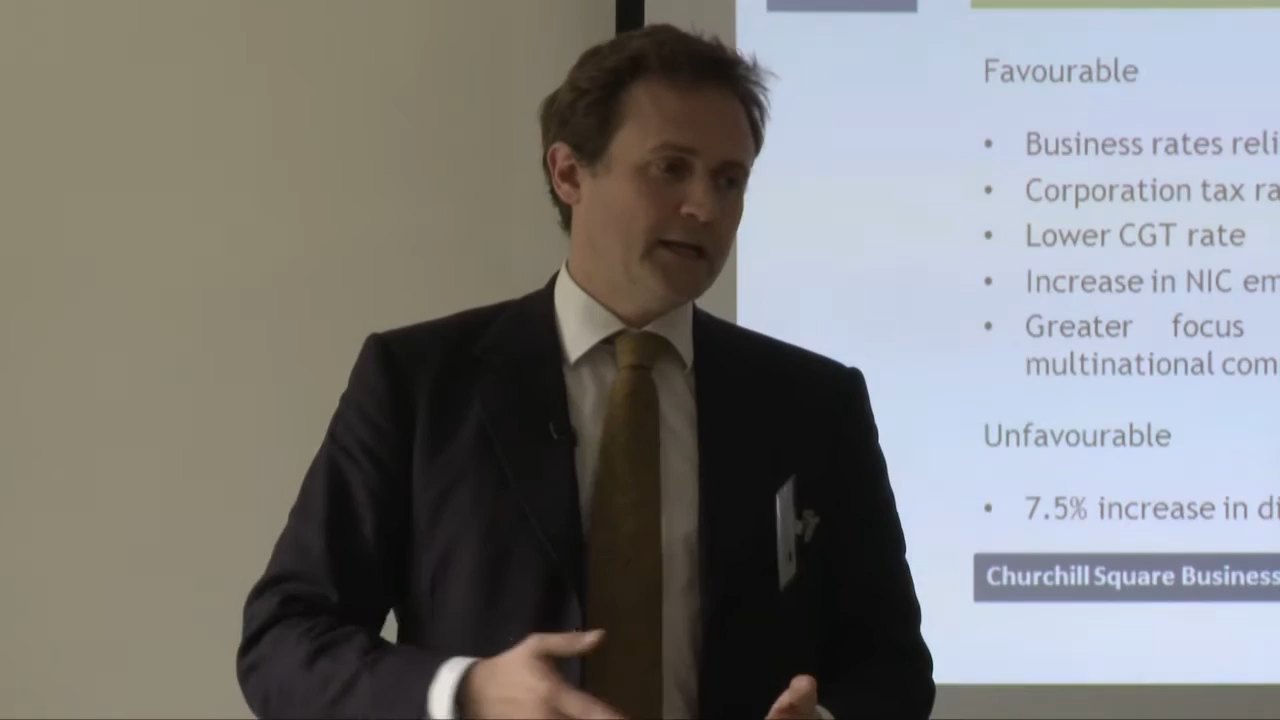 Favourable
• Business rates reli
• Corporation tax ra
• Lower CGT rate
• Increase in NIC em
• Greater focus
multinational com
Unfavourable
• 7.5% increase in di
Churchill Square Business